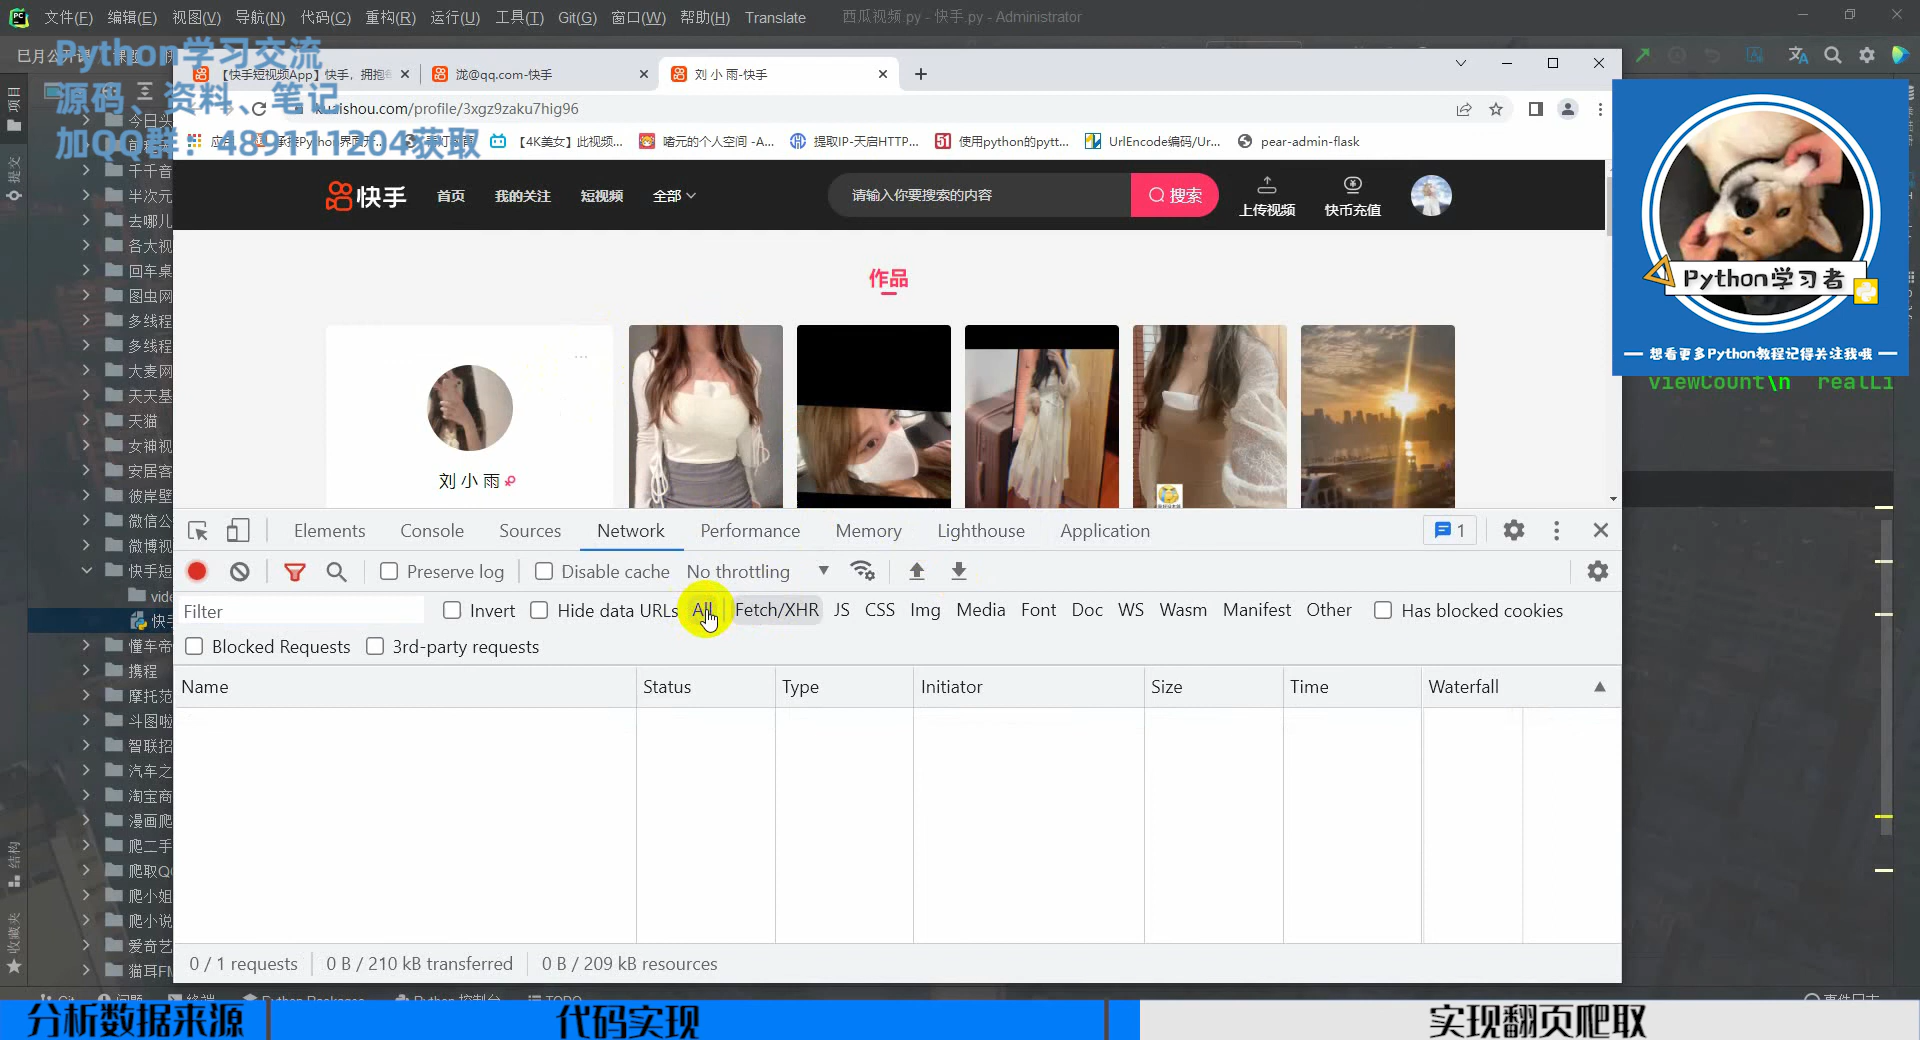 文件(F) 编辑(E) 视图(V) 导航(N) 代码(C) 重构(R) 运行(U) 工具(T) Git(G) 窗口(W) 帮助(H) Translate 西瓜视频.py - 快手.py - Administrator
Python学习交流
源码、资料、笔记
加QQ群：489111204获取
【快手短视频App】快手，拥抱 泷@qq.com-快手 刘 小 雨-快手
kuaishou.com/profile/3xgz9zaku7hig96
【4K美女】此视频... 嗜元的个人空间 -A... 提取IP-天启HTTP... 使用python的pytt... UrlEncode编码/Ur... pear-admin-flask
快手 首页 我的关注 短视频 全部 请输入你要搜索的内容 搜索 上传视频 快币充值
作品
刘 小 雨
Python学习者
想看更多Python教程记得关注我哦
viewCount\n realLi
项目
提交
结构
收藏夹
今日头
千千音
半次元
去哪儿
各大视
回车桌
图虫网
多线程
多线程
大麦网
天天基
天猫
女神视
安居客
彼岸壁
微信公
微博视
快手短
vide
快手
懂车帝
携程
摩托范
斗图啦
智联招
汽车之
淘宝商
漫画爬
爬二手
爬取QQ
爬小姐
爬小说
爱奇艺
猫耳FM
Elements Console Sources Network Performance Memory Lighthouse Application 1
Preserve log Disable cache No throttling
Filter Invert Hide data URLs All Fetch/XHR JS CSS Img Media Font Doc WS Wasm Manifest Other Has blocked cookies
Blocked Requests 3rd-party requests
Name Status Type Initiator Size Time Waterfall
0 / 1 requests 0 B / 210 kB transferred 0 B / 209 kB resources
分析数据来源 代码实现 实现翻页爬取